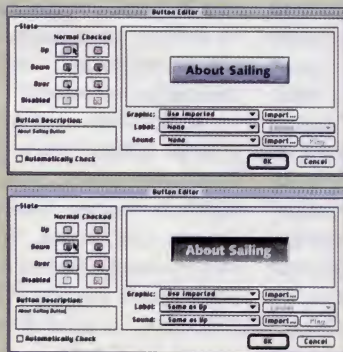 Button Editor
State
Normal Checked
Up
Down
Over
Disabled
Button Description:
About Sailing Button
Automatically Check
About Sailing
Graphic: Use Imported Import...
Label: None
Sound: None Import... Play
OK Cancel
Button Editor
State
Normal Checked
Up
Down
Over
Disabled
Button Description:
About Sailing Button
Automatically Check
About Sailing
Graphic: Use Imported Import...
Label: Same as Up
Sound: Same as Up Import... Play
OK Cancel